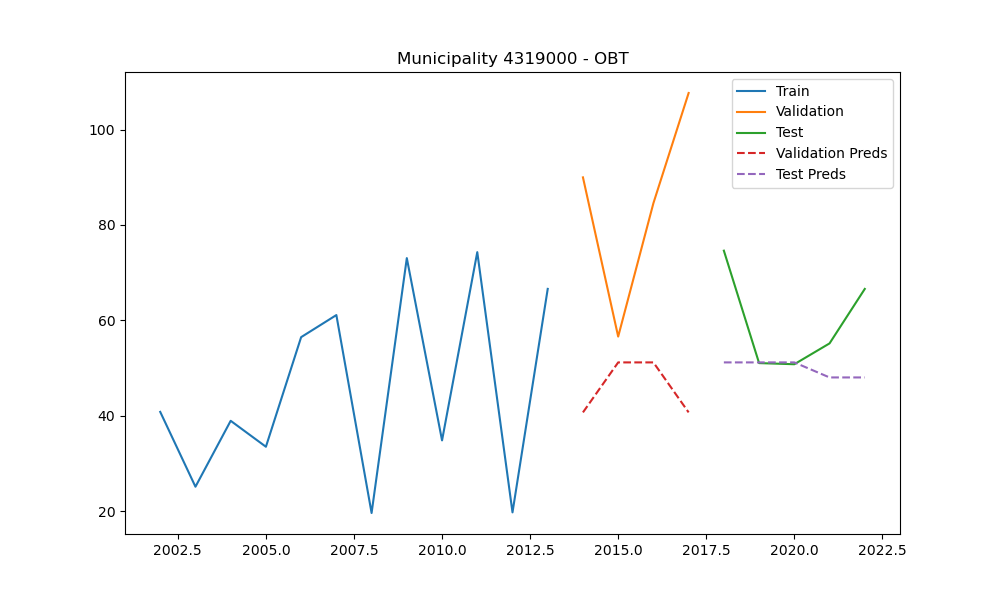 Municipality 4319000 - OBT
Train
Validation
Test
Validation Preds
Test Preds
100
80
60
40
20
2002.5 2005.0 2007.5 2010.0 2012.5 2015.0 2017.5 2020.0 2022.5